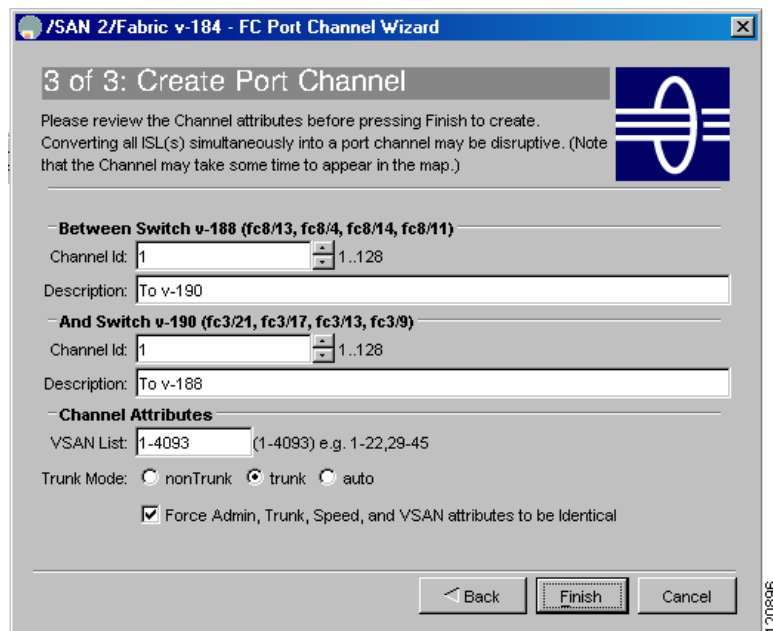 /SAN 2/Fabric v-184 - FC Port Channel Wizard
3 of 3: Create Port Channel
Please review the Channel attributes before pressing Finish to create.
Converting all ISL(s) simultaneously into a port channel may be disruptive. (Note
that the Channel may take some time to appear in the map.)
Between Switch v-188 (fc8/13, fc8/4, fc8/14, fc8/11)
Channel Id: 1 1..128
Description: To v-190
And Switch v-190 (fc3/21, fc3/17, fc3/13, fc3/9)
Channel Id: 1 1..128
Description: To v-188
Channel Attributes
VSAN List: 1-4093 (1-4093) e.g. 1-22,29-45
Trunk Mode: nonTrunk trunk auto
Force Admin, Trunk, Speed, and VSAN attributes to be Identical
Back Finish Cancel
120896